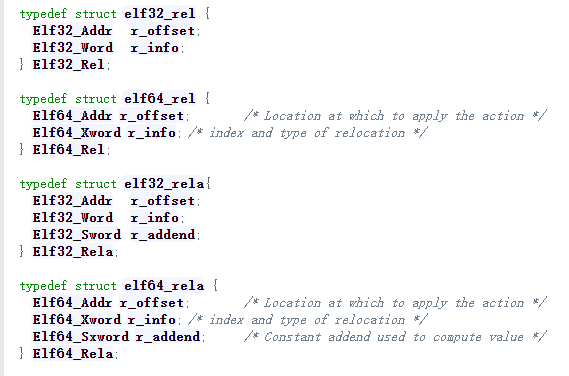 typedef struct elf32_rel {
Elf32_Addr r_offset;
Elf32_Word r_info;
} Elf32_Rel;
typedef struct elf64_rel {
Elf64_Addr r_offset; /* Location at which to apply the action */
Elf64_Xword r_info; /* index and type of relocation */
} Elf64_Rel;
typedef struct elf32_rela{
Elf32_Addr r_offset;
Elf32_Word r_info;
Elf32_Sword r_addend;
} Elf32_Rela;
typedef struct elf64_rela {
Elf64_Addr r_offset; /* Location at which to apply the action */
Elf64_Xword r_info; /* index and type of relocation */
Elf64_Sxword r_addend; /* Constant addend used to compute value */
} Elf64_Rela;